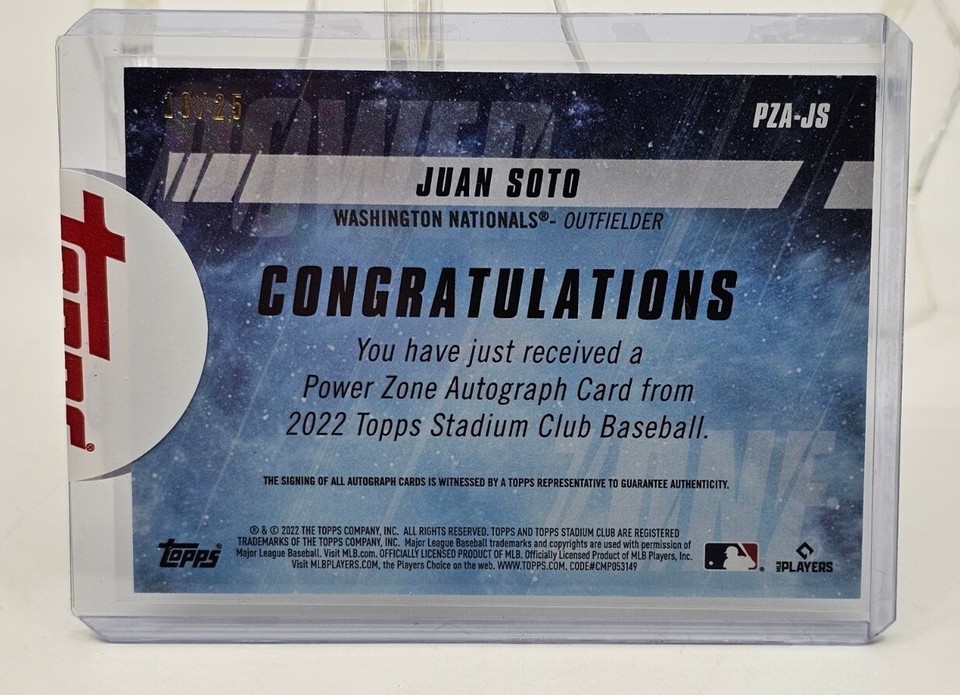 POWER
PZA-JS
JUAN SOTO
WASHINGTON NATIONALS®- OUTFIELDER
CONGRATULATIONS
You have just received a
Power Zone Autograph Card from
2022 Topps Stadium Club Baseball.
ZONE
THE SIGNING OF ALL AUTOGRAPH CARDS IS WITNESSED BY A TOPPS REPRESENTATIVE TO GUARANTEE AUTHENTICITY.
® & © 2022 THE TOPPS COMPANY, INC. ALL RIGHTS RESERVED. TOPPS AND TOPPS STADIUM CLUB ARE REGISTERED
TRADEMARKS OF THE TOPPS COMPANY, INC. Major League Baseball trademarks and copyrights are used with permission of
Major League Baseball. Visit MLB.com. OFFICIALLY LICENSED PRODUCT OF MLB. Officially Licensed Product of MLB Players, Inc.
Visit MLBPLAYERS.COM, the Players Choice on the web. WWW.TOPPS.COM. CODE#CMP053149
Topps
MLB PLAYERS
topps®